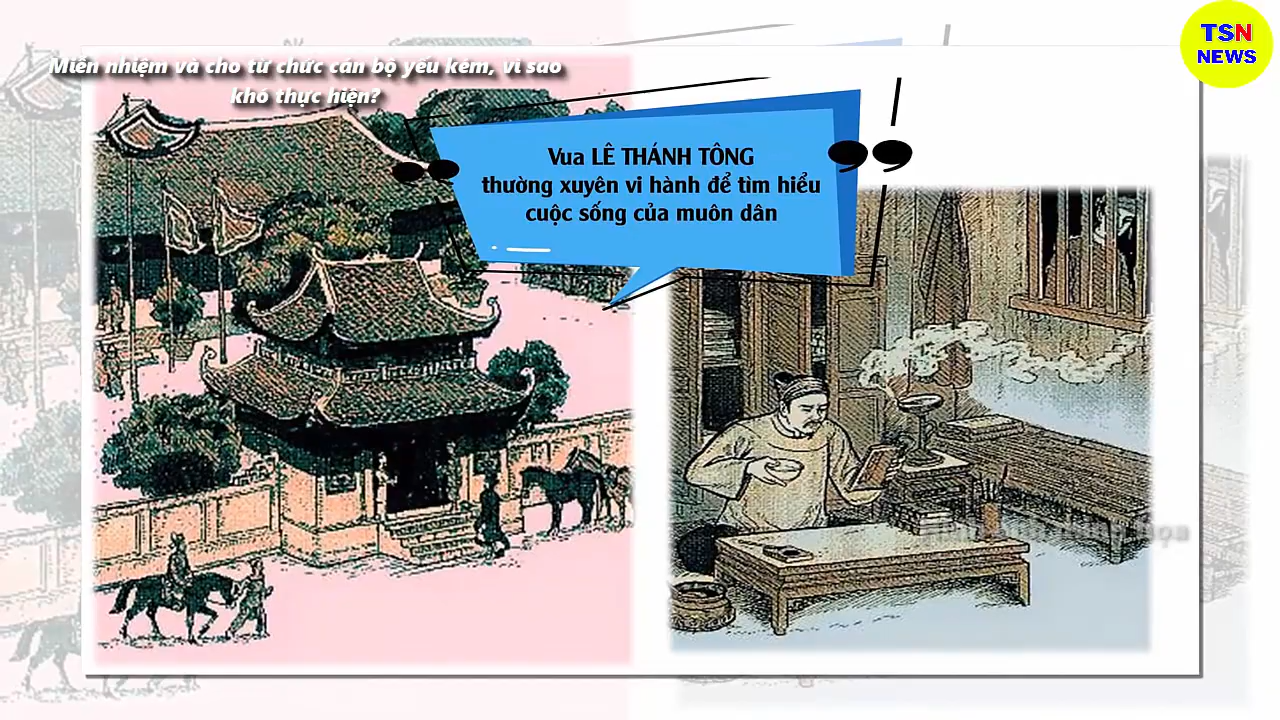 TSN
NEWS
Miễn nhiệm và cho từ chức cán bộ yếu kém, vì sao
khó thực hiện?
Vua LÊ THÁNH TÔNG
thường xuyên vi hành để tìm hiểu
cuộc sống của muôn dân